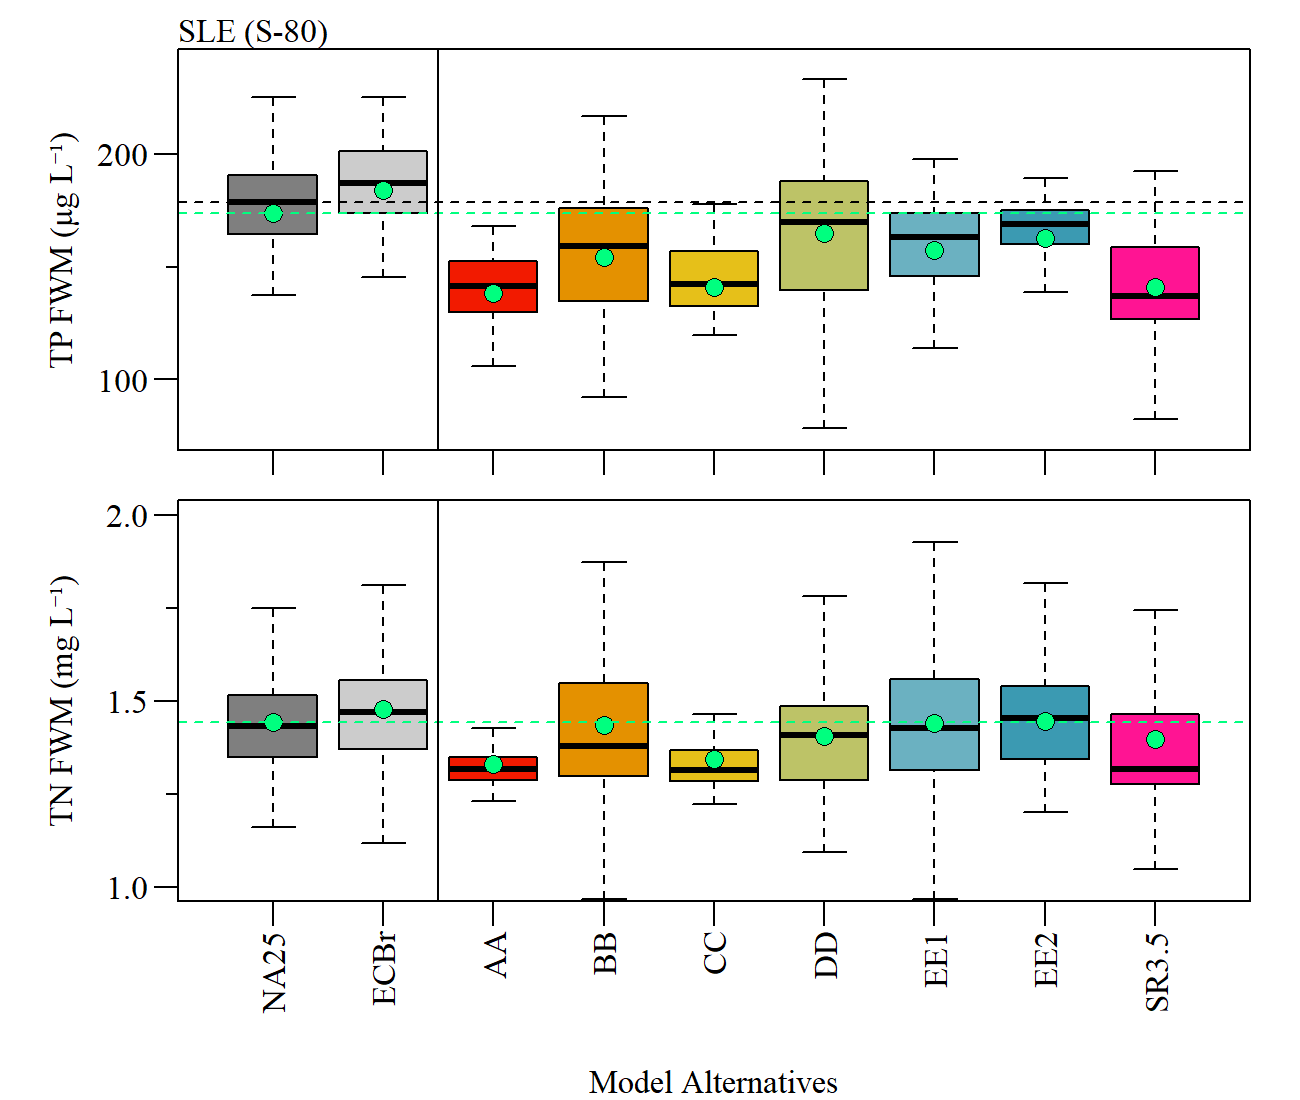 SLE (S-80)
TP FWM (µg L⁻¹)
200
100
TN FWM (mg L⁻¹)
2.0
1.5
1.0
NA25
ECBr
AA
BB
CC
DD
EE1
EE2
SR3.5
Model Alternatives